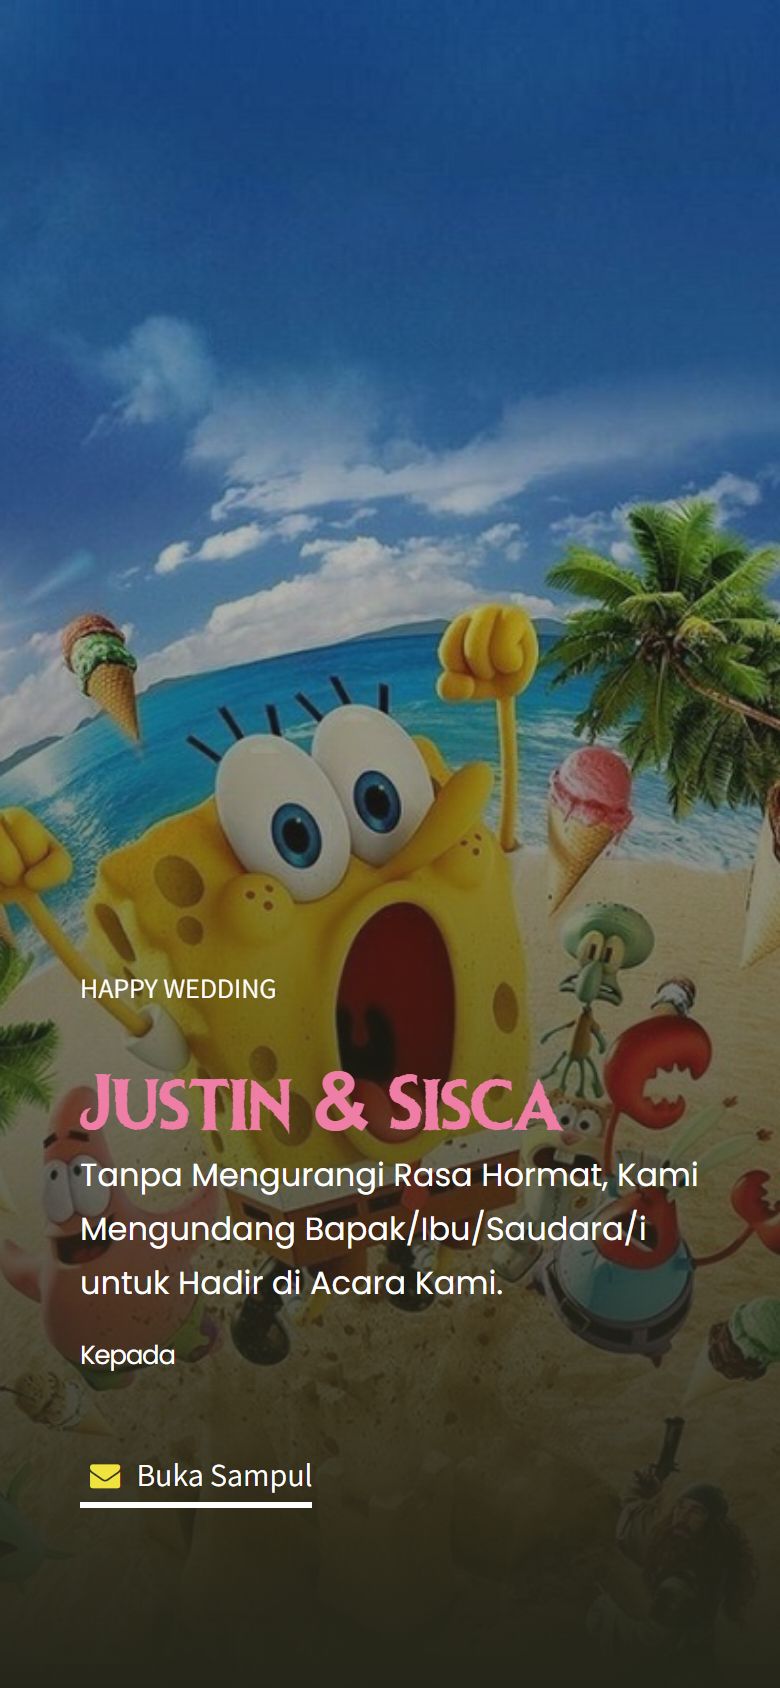 HAPPY WEDDING
JUSTIN & SISCA
Tanpa Mengurangi Rasa Hormat, Kami
Mengundang Bapak/Ibu/Saudara/i
untuk Hadir di Acara Kami.
Kepada
Buka Sampul